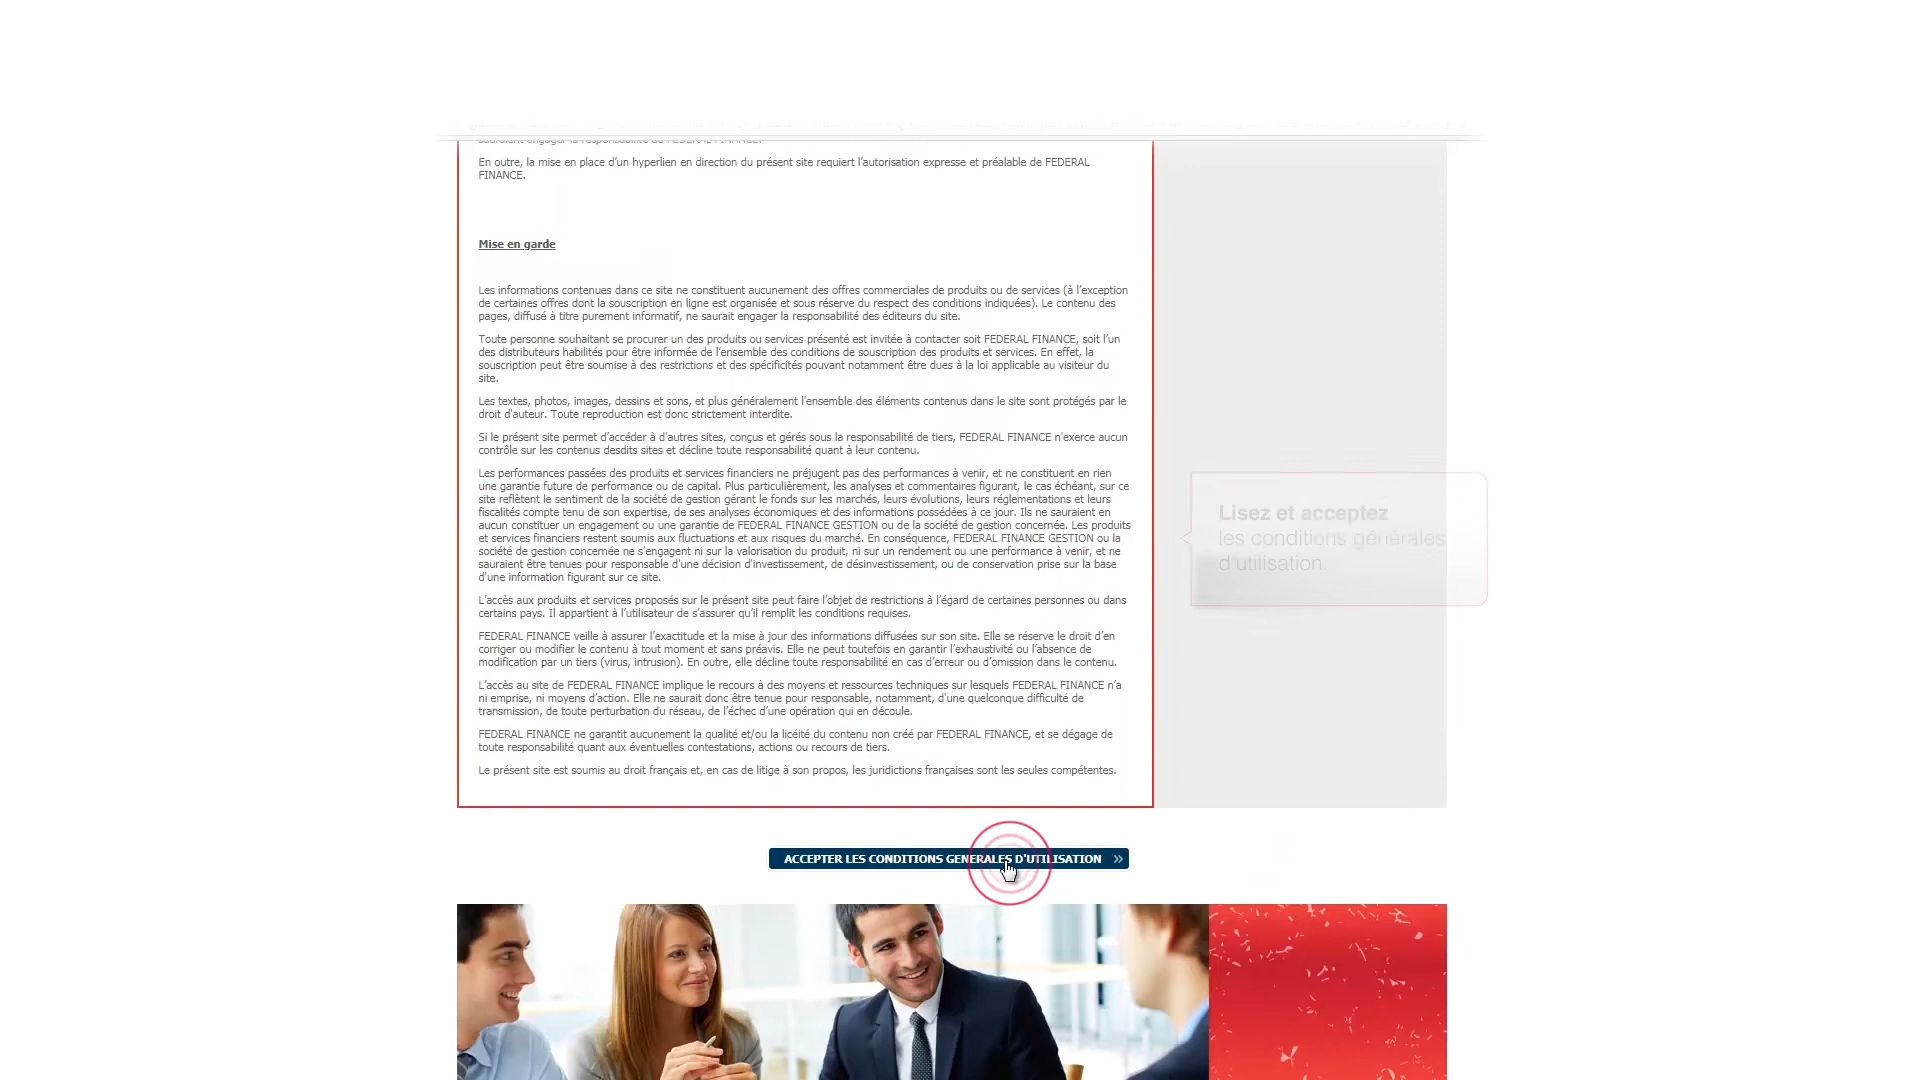 sauraient engager la responsabilité de FEDERAL FINANCE.
En outre, la mise en place d’un hyperlien en direction du présent site requiert l’autorisation expresse et préalable de FEDERAL
FINANCE.
Mise en garde
Les informations contenues dans ce site ne constituent aucunement des offres commerciales de produits ou de services (à l’exception
de certaines offres dont la souscription en ligne est organisée et sous réserve du respect des conditions indiquées). Le contenu des
pages, diffusé à titre purement informatif, ne saurait engager la responsabilité des éditeurs du site.
Toute personne souhaitant se procurer un des produits ou services présenté est invitée à contacter soit FEDERAL FINANCE, soit l’un
des distributeurs habilités pour être informée de l’ensemble des conditions de souscription des produits et services. En effet, la
souscription peut être soumise à des restrictions et des spécificités pouvant notamment être dues à la loi applicable au visiteur du
site.
Les textes, photos, images, dessins et sons, et plus généralement l'ensemble des éléments contenus dans le site sont protégés par le
droit d'auteur. Toute reproduction est donc strictement interdite.
Si le présent site permet d’accéder à d’autres sites, conçus et gérés sous la responsabilité de tiers, FEDERAL FINANCE n'exerce aucun
contrôle sur les contenus desdits sites et décline toute responsabilité quant à leur contenu.
Les performances passées des produits et services financiers ne préjugent pas des performances à venir, et ne constituent en rien
une garantie future de performance ou de capital. Plus particulièrement, les analyses et commentaires figurant, le cas échéant, sur ce
site reflètent le sentiment de la société de gestion gérant le fonds sur les marchés, leurs évolutions, leurs réglementations et leurs
fiscalités compte tenu de son expertise, de ses analyses économiques et des informations possédées à ce jour. Ils ne sauraient en
aucun constituer un engagement ou une garantie de FEDERAL FINANCE GESTION ou de la société de gestion concernée. Les produits
et services financiers restent soumis aux fluctuations et aux risques du marché. En conséquence, FEDERAL FINANCE GESTION ou la
société de gestion concernée ne s'engagent ni sur la valorisation du produit, ni sur un rendement ou une performance à venir, et ne
sauraient être tenues pour responsable d'une décision d'investissement, de désinvestissement, ou de conservation prise sur la base
d'une information figurant sur ce site.
L’accès aux produits et services proposés sur le présent site peut faire l’objet de restrictions à l’égard de certaines personnes ou dans
certains pays. Il appartient à l’utilisateur de s’assurer qu’il remplit les conditions requises.
FEDERAL FINANCE veille à assurer l’exactitude et la mise à jour des informations diffusées sur son site. Elle se réserve le droit d’en
corriger ou modifier le contenu à tout moment et sans préavis. Elle ne peut toutefois en garantir l’exhaustivité ou l’absence de
modification par un tiers (virus, intrusion). En outre, elle décline toute responsabilité en cas d’erreur ou d’omission dans le contenu.
L’accès au site de FEDERAL FINANCE implique le recours à des moyens et ressources techniques sur lesquels FEDERAL FINANCE n’a
ni emprise, ni moyens d’action. Elle ne saurait donc être tenue pour responsable, notamment, d'une quelconque difficulté de
transmission, de toute perturbation du réseau, de l’échec d’une opération qui en découle.
FEDERAL FINANCE ne garantit aucunement la qualité et/ou la licéité du contenu non créé par FEDERAL FINANCE, et se dégage de
toute responsabilité quant aux éventuelles contestations, actions ou recours de tiers.
Le présent site est soumis au droit français et, en cas de litige à son propos, les juridictions françaises sont les seules compétentes.
Lisez et acceptez
les conditions générales
d'utilisation.
ACCEPTER LES CONDITIONS GENERALES D'UTILISATION »